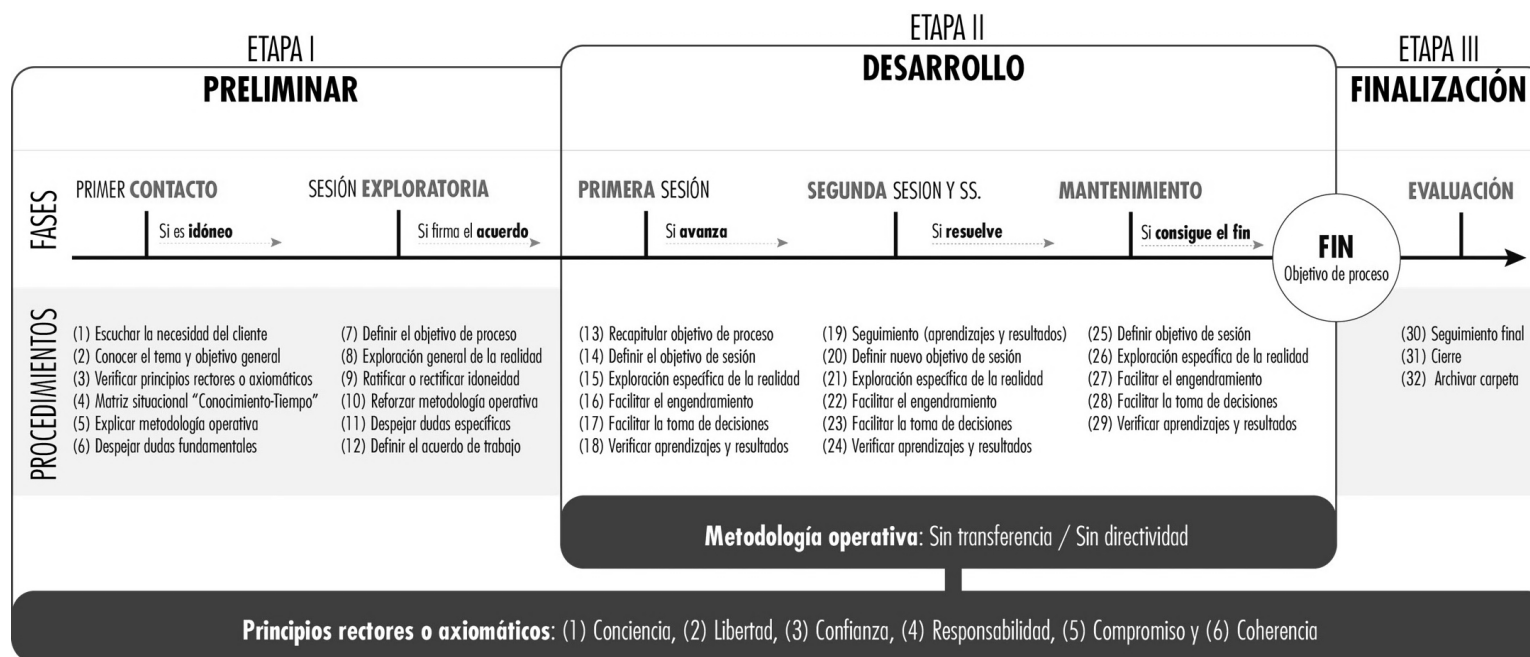 ETAPA I
PRELIMINAR
ETAPA II
DESARROLLO
ETAPA III
FINALIZACIÓN
FASES
PRIMER CONTACTO
Si es idóneo
SESIÓN EXPLORATORIA
Si firma el acuerdo
PRIMERA SESIÓN
Si avanza
SEGUNDA SESION Y SS.
Si resuelve
MANTENIMIENTO
Si consigue el fin
FIN
Objetivo de proceso
EVALUACIÓN
PROCEDIMIENTOS
(1) Escuchar la necesidad del cliente
(2) Conocer el tema y objetivo general
(3) Verificar principios rectores o axiomáticos
(4) Matriz situacional “Conocimiento-Tiempo”
(5) Explicar metodología operativa
(6) Despejar dudas fundamentales
(7) Definir el objetivo de proceso
(8) Exploración general de la realidad
(9) Ratificar o rectificar idoneidad
(10) Reforzar metodología operativa
(11) Despejar dudas específicas
(12) Definir el acuerdo de trabajo
(13) Recapitular objetivo de proceso
(14) Definir el objetivo de sesión
(15) Exploración específica de la realidad
(16) Facilitar el engendramiento
(17) Facilitar la toma de decisiones
(18) Verificar aprendizajes y resultados
(19) Seguimiento (aprendizajes y resultados)
(20) Definir nuevo objetivo de sesión
(21) Exploración específica de la realidad
(22) Facilitar el engendramiento
(23) Facilitar la toma de decisiones
(24) Verificar aprendizajes y resultados
(25) Definir objetivo de sesión
(26) Exploración específica de la realidad
(27) Facilitar el engendramiento
(28) Facilitar la toma de decisiones
(29) Verificar aprendizajes y resultados
(30) Seguimiento final
(31) Cierre
(32) Archivar carpeta
Metodología operativa: Sin transferencia / Sin directividad
Principios rectores o axiomáticos: (1) Conciencia, (2) Libertad, (3) Confianza, (4) Responsabilidad, (5) Compromiso y (6) Coherencia